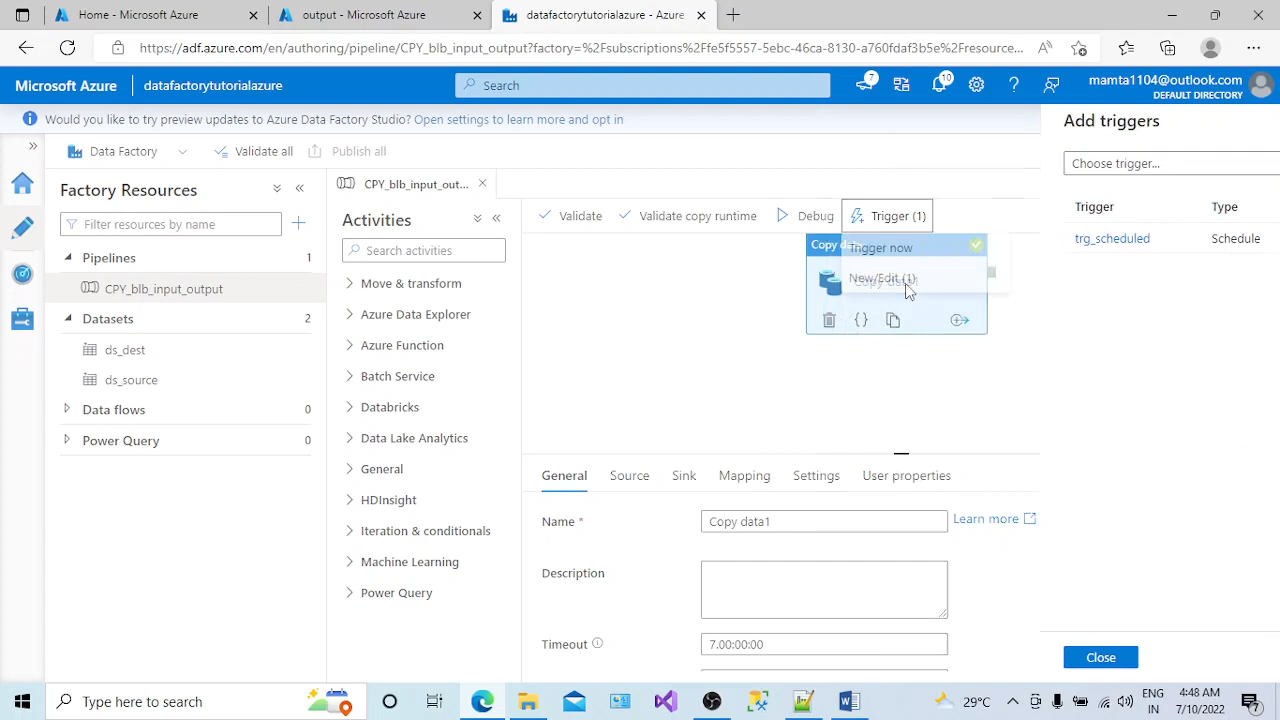 Home - Microsoft Azure
output - Microsoft Azure
datafactorytutorialazure - Azure
https://adf.azure.com/en/authoring/pipeline/CPY_blb_input_output?factory=%2Fsubscriptions%2Ffe5f5557-5ebc-46ca-8130-a760fdaf3b5e%2Fresource...
Microsoft Azure
datafactorytutorialazure
Search
7
10
mamta1104@outlook.com
DEFAULT DIRECTORY
Would you like to try preview updates to Azure Data Factory Studio? Open settings to learn more and opt in
Data Factory
Validate all
Publish all
Factory Resources
Filter resources by name
Pipelines 1
CPY_blb_input_output
Datasets 2
ds_dest
ds_source
Data flows 0
Power Query 0
CPY_blb_input_out...
Activities
Search activities
Move & transform
Azure Data Explorer
Azure Function
Batch Service
Databricks
Data Lake Analytics
General
HDInsight
Iteration & conditionals
Machine Learning
Power Query
Validate
Validate copy runtime
Debug
Trigger (1)
Copy data
Trigger now
New/Edit (1)
Copy data1
General
Source
Sink
Mapping
Settings
User properties
Name *
Copy data1
Learn more
Description
Timeout
7.00:00:00
Add triggers
Choose trigger...
Trigger Type
trg_scheduled Schedule
Close
Type here to search
29°C
ENG
IN
4:48 AM
7/10/2022
7